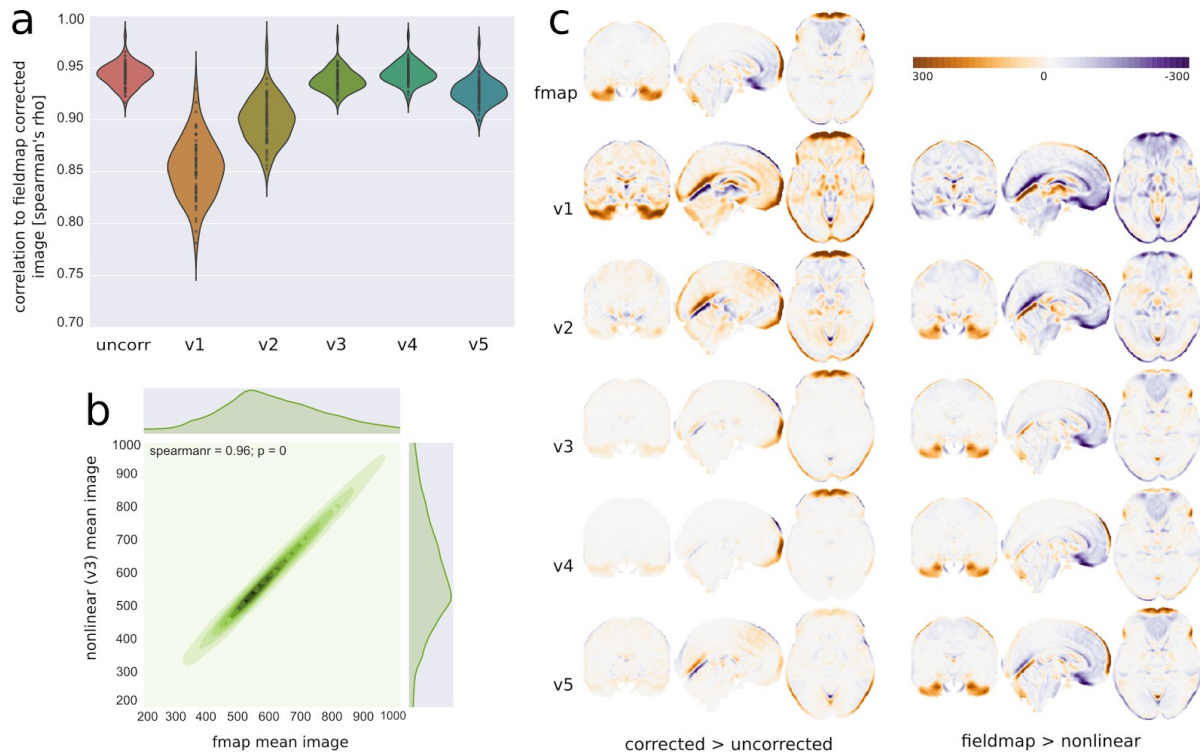 a
correlation to fieldmap corrected
image [spearman's rho]
1.00
0.95
0.90
0.85
0.80
0.75
0.70
uncorr v1 v2 v3 v4 v5
b
spearmanr = 0.96; p = 0
nonlinear (v3) mean image
1000
900
800
700
600
500
400
300
200
200 300 400 500 600 700 800 900 1000
fmap mean image
c
300 0 -300
fmap
v1
v2
v3
v4
v5
corrected > uncorrected
fieldmap > nonlinear